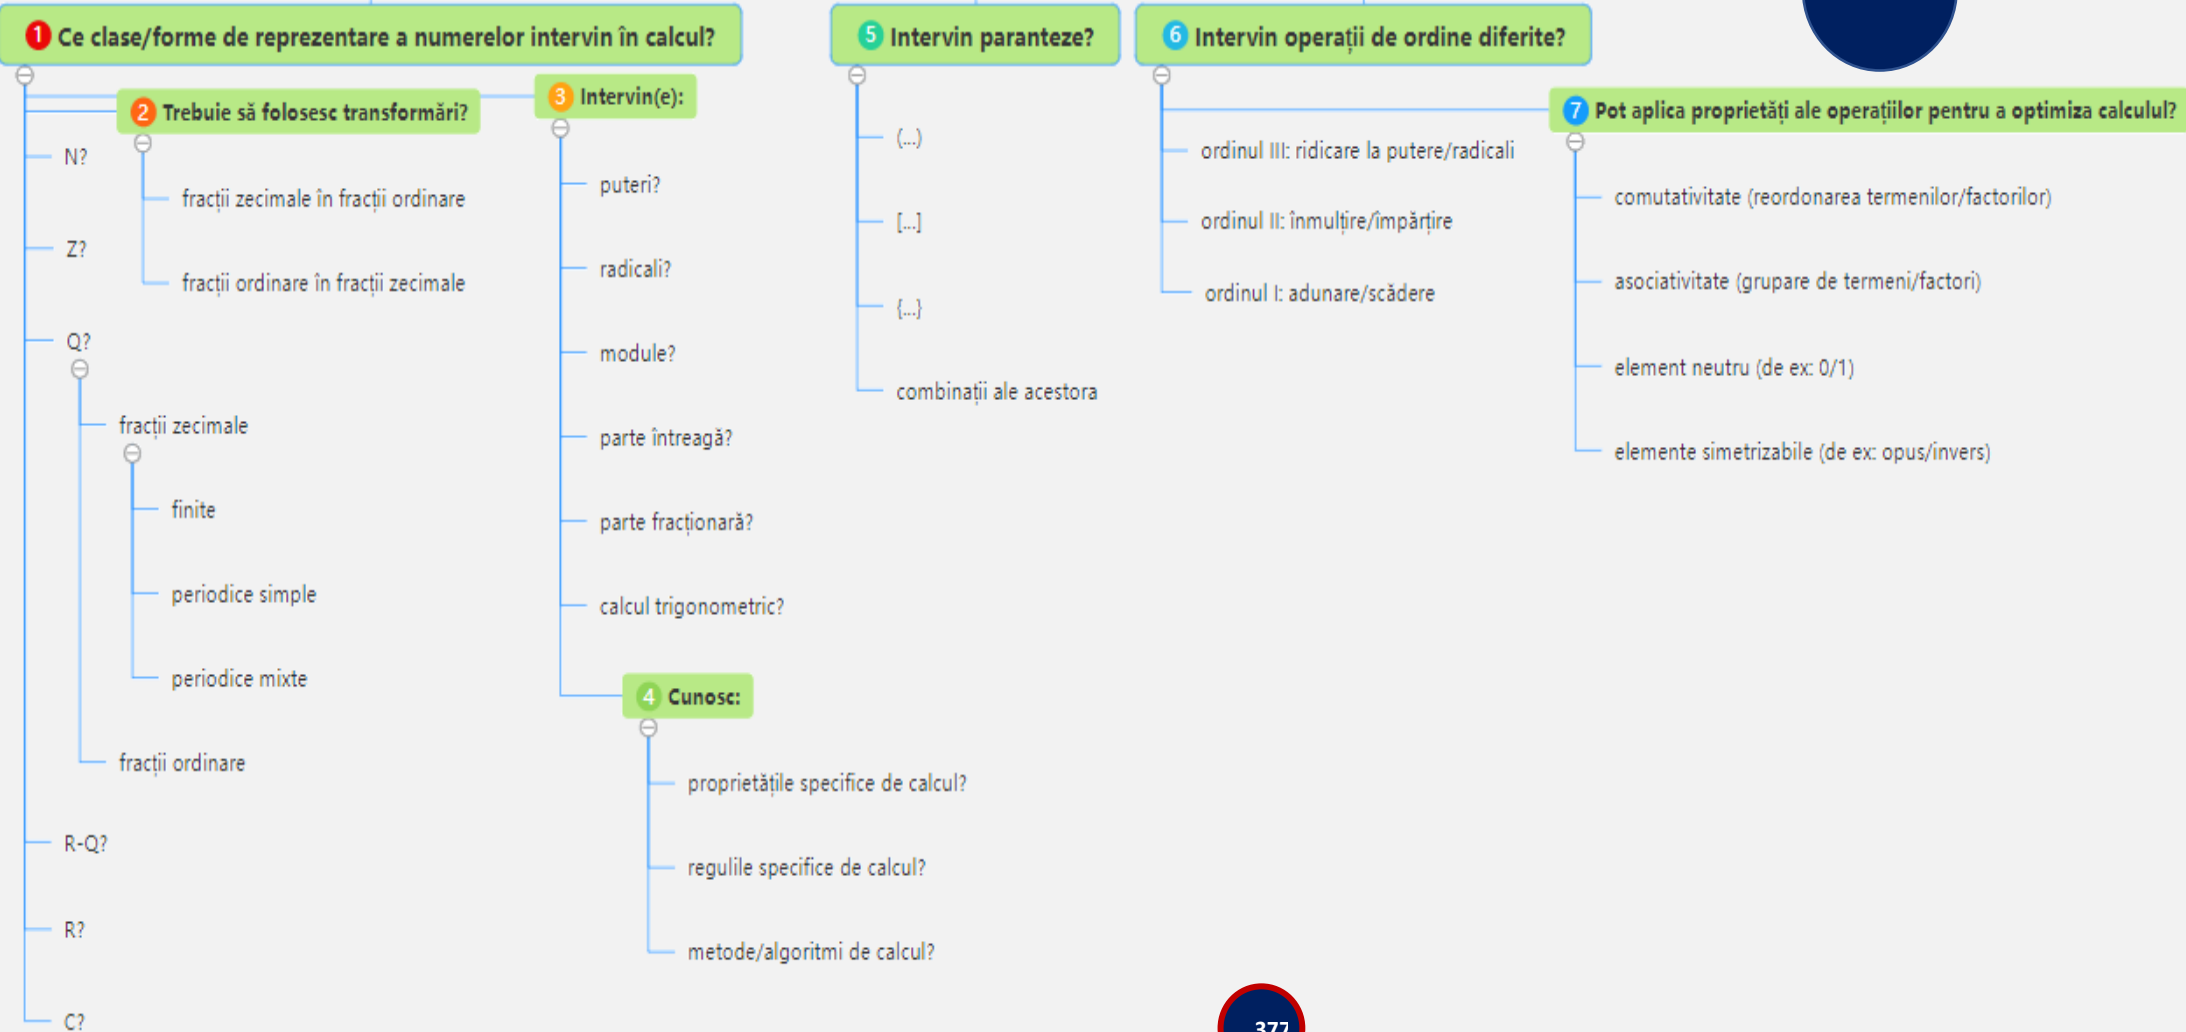 1 Ce clase/forme de reprezentare a numerelor intervin în calcul?
2 Trebuie să folosesc transformări?
fracții zecimale în fracții ordinare
fracții ordinare în fracții zecimale
N?
Z?
Q?
fracții zecimale
finite
periodice simple
periodice mixte
fracții ordinare
R-Q?
R?
C?
3 Intervin(e):
puteri?
radicali?
module?
parte întreagă?
parte fracționară?
calcul trigonometric?
4 Cunosc:
proprietățile specifice de calcul?
regulile specifice de calcul?
metode/algoritmi de calcul?
5 Intervin paranteze?
(...)
[...]
{...}
combinații ale acestora
6 Intervin operații de ordine diferite?
ordinul III: ridicare la putere/radicali
ordinul II: înmulțire/împărțire
ordinul I: adunare/scădere
7 Pot aplica proprietăți ale operațiilor pentru a optimiza calculul?
comutativitate (reordonarea termenilor/factorilor)
asociativitate (grupare de termeni/factori)
element neutru (de ex: 0/1)
elemente simetrizabile (de ex: opus/invers)
377